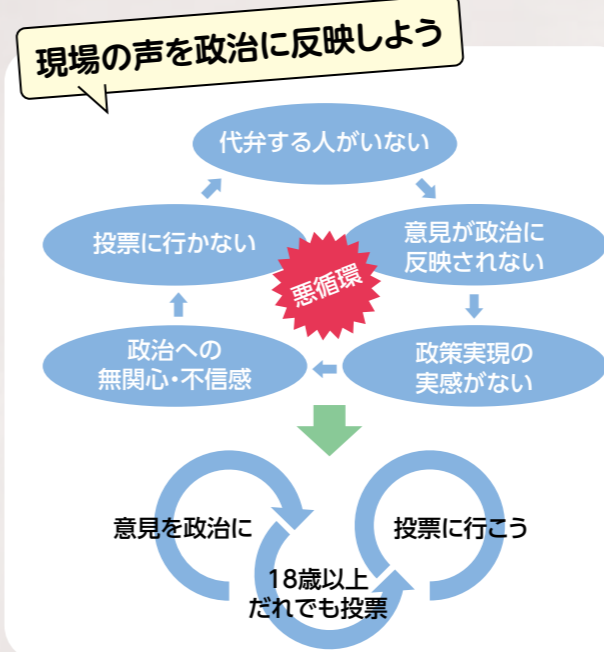 現場の声を政治に反映しよう
代弁する人がいない
投票に行かない
意見が政治に
反映されない
悪循環
政治への
無関心・不信感
政策実現の
実感がない
意見を政治に
投票に行こう
18歳以上
だれでも投票